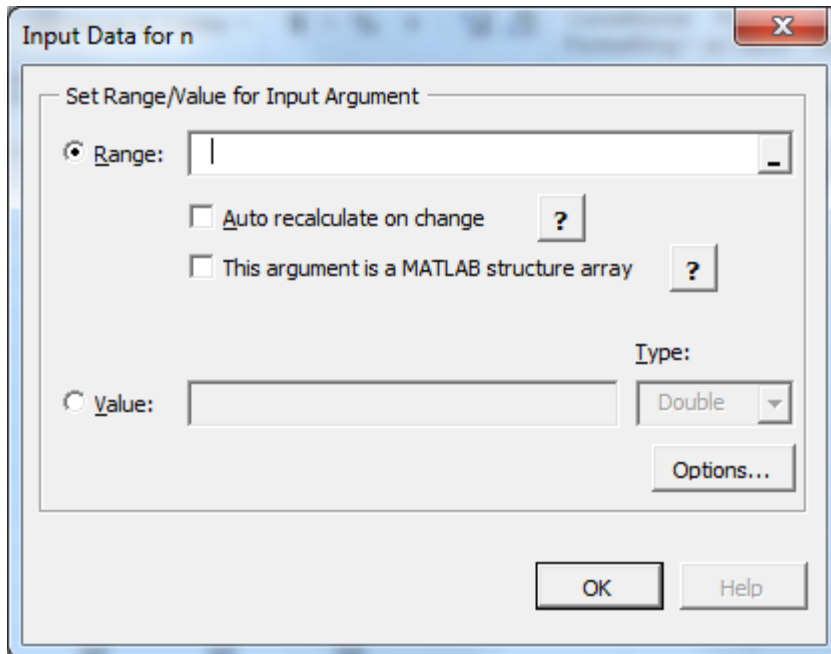 Input Data for n
Set Range/Value for Input Argument
Range:
Auto recalculate on change ?
This argument is a MATLAB structure array ?
Type:
Value: Double
Options...
OK Help